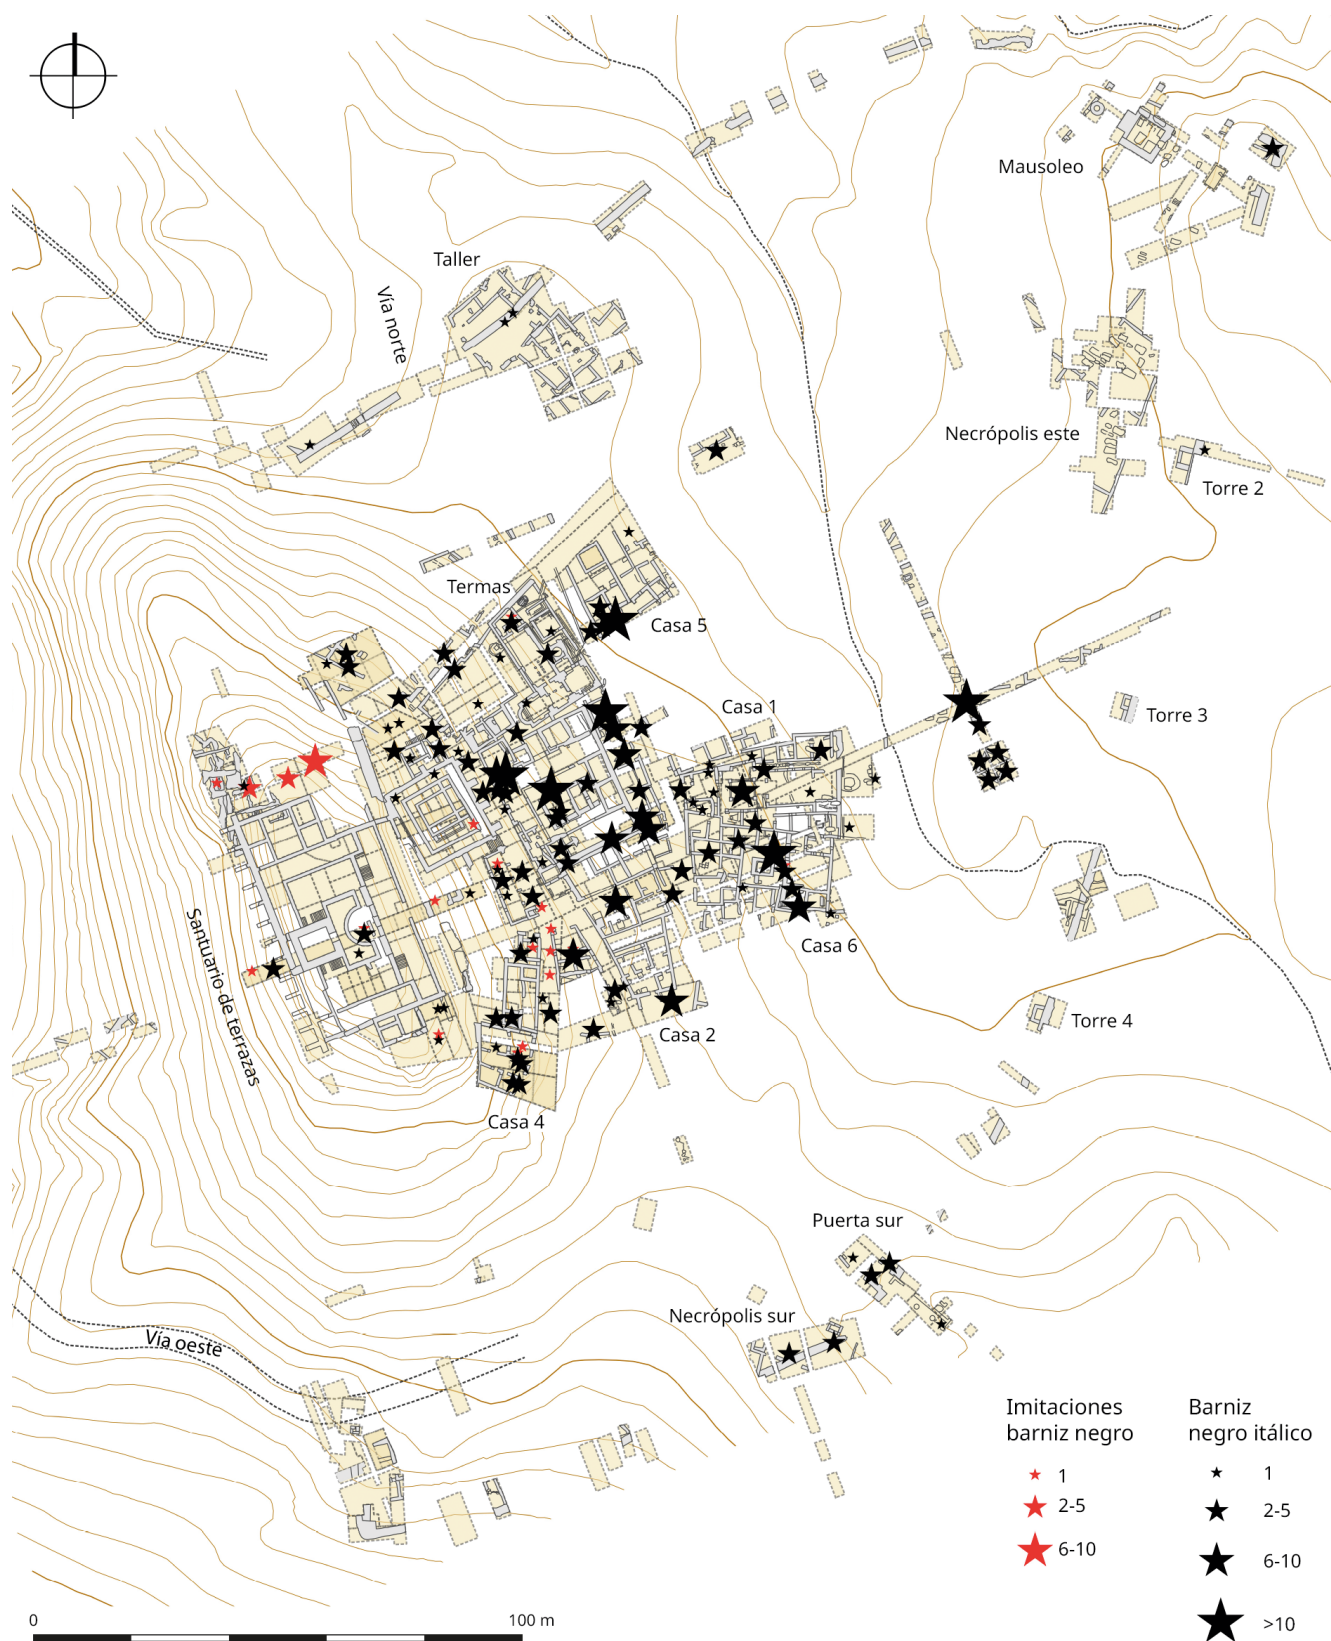 Mausoleo
Taller
Vía norte
Necrópolis este
Torre 2
Termas
Casa 5
Casa 1
Torre 3
Santuario de terrazas
Casa 6
Casa 2
Torre 4
Casa 4
Puerta sur
Necrópolis sur
Vía oeste
Imitaciones
barniz negro
1
2-5
6-10
Barniz
negro itálico
1
2-5
6-10
>10
0
100 m